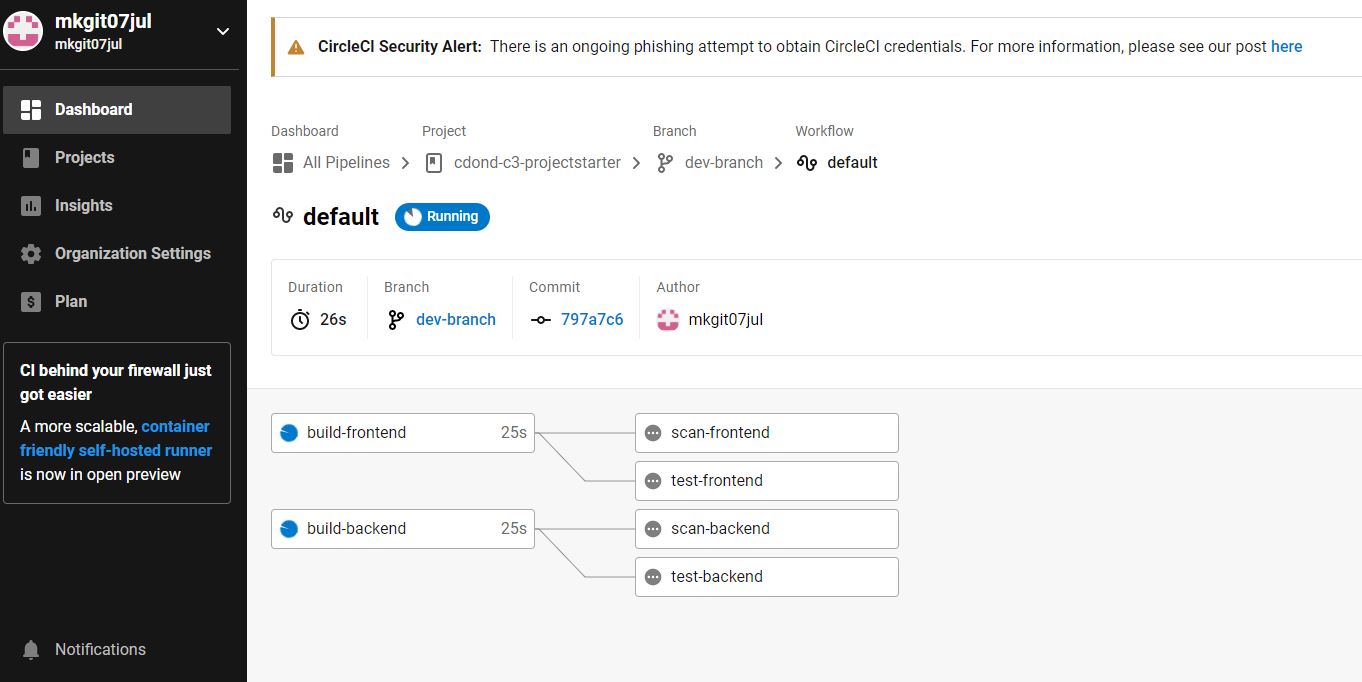 mkgit07jul
mkgit07jul
Dashboard
Projects
Insights
Organization Settings
Plan
CI behind your firewall just
got easier
A more scalable, container
friendly self-hosted runner
is now in open preview
Notifications
CircleCI Security Alert: There is an ongoing phishing attempt to obtain CircleCI credentials. For more information, please see our post here
Dashboard Project Branch Workflow
All Pipelines cdond-c3-projectstarter dev-branch default
default Running
Duration Branch Commit Author
26s dev-branch 797a7c6 mkgit07jul
build-frontend 25s scan-frontend
test-frontend
build-backend 25s scan-backend
test-backend